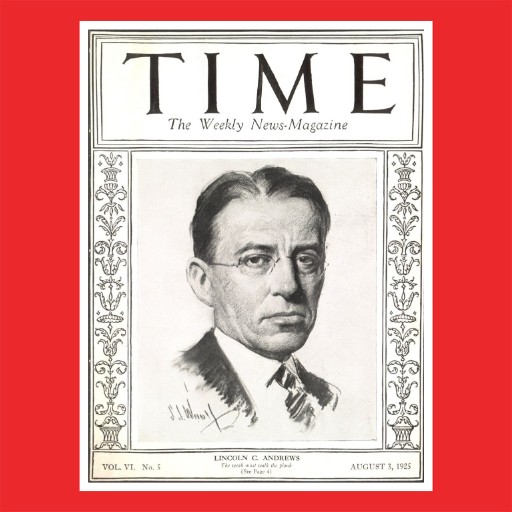 TIME
The Weekly News-Magazine
LINCOLN C. ANDREWS
The tenth must walk the plank
(See Page 4)
VOL. VI. No. 5
AUGUST 3, 1925